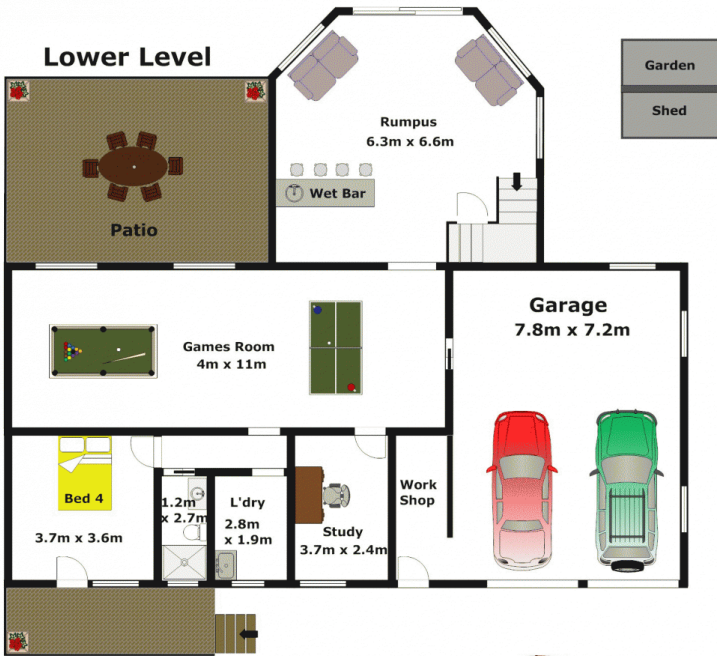 Lower Level
Garden
Shed
Rumpus
6.3m x 6.6m
Wet Bar
Patio
Garage
7.8m x 7.2m
Games Room
4m x 11m
Bed 4
3.7m x 3.6m
1.2m
x 2.7m
L'dry
2.8m
x 1.9m
Study
3.7m x 2.4m
Work
Shop